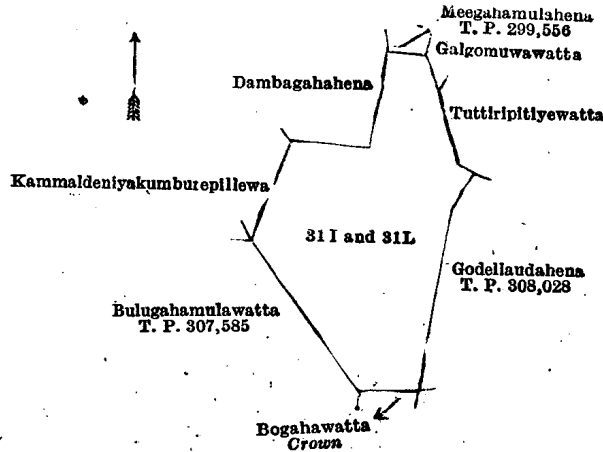 Meegahamulahena
T. P. 299,556
Galgomuwawatta
Dambagahahena
Tuttiripitiyewatta
Kammaldeniyakumburepillewa
31 I and 31L
Godellaudahena
T. P. 308,028
Bulugahamulawatta
T. P. 307,585
Bogahawatta
Crown